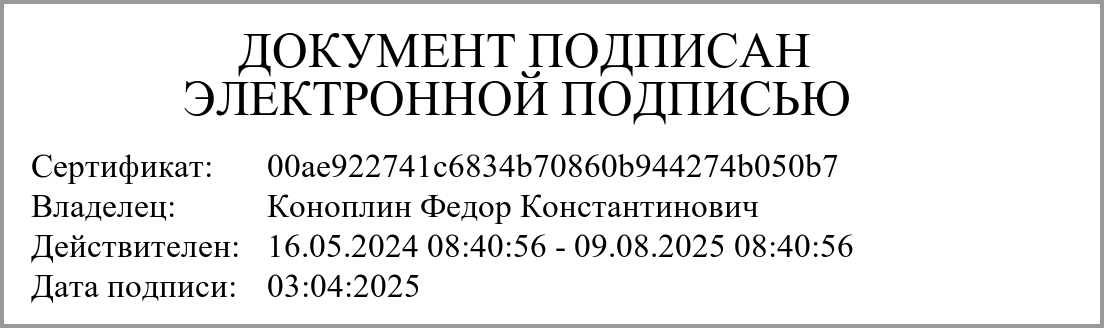 ДОКУМЕНТ ПОДПИСАН
ЭЛЕКТРОННОЙ ПОДПИСЬЮ
Сертификат: 00ae922741c6834b70860b944274b050b7
Владелец: Коноплин Федор Константинович
Действителен: 16.05.2024 08:40:56 - 09.08.2025 08:40:56
Дата подписи: 03:04:2025